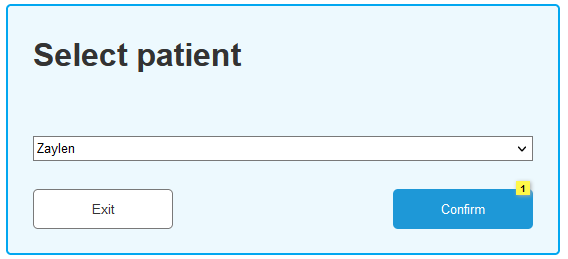 Select patient
Zaylen
Exit
1
Confirm